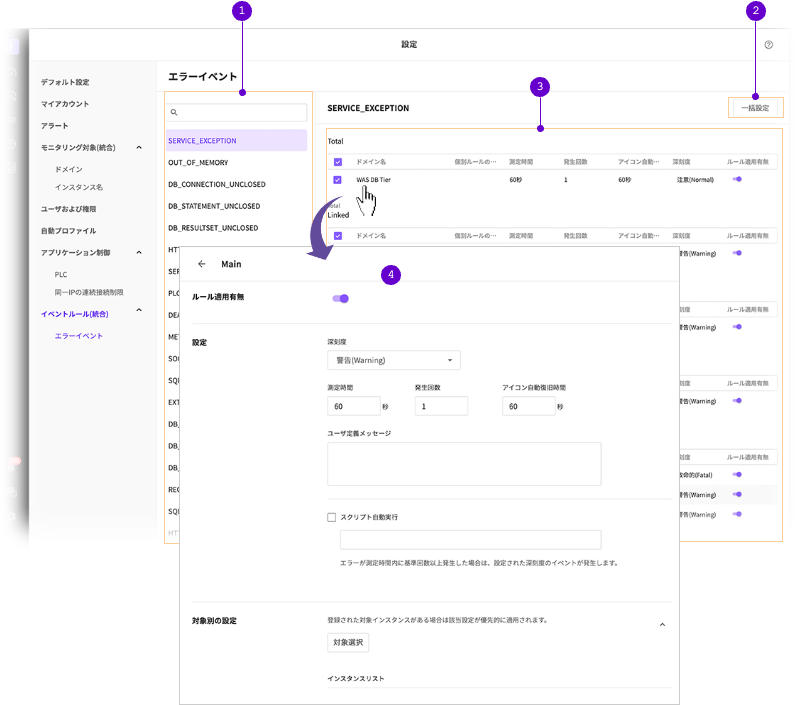 1
2
設定
デフォルト設定
マイアカウント
アラート
モニタリング対象(統合)
ドメイン
インスタンス名
ユーザおよび権限
自動プロファイル
アプリケーション制御
PLC
同一IPの連続接続制限
イベントルール(統合)
エラーイベント
エラーイベント
SERVICE_EXCEPTION
OUT_OF_MEMORY
DB_CONNECTION_UNCLOSED
DB_STATEMENT_UNCLOSED
DB_RESULTSET_UNCLOSED
HT
SER
PLC
DEA
ME
SO
SQ
EXT
DB_
DB_
DB_
REC
SQ
HT
3
SERVICE_EXCEPTION
一括設定
Total
ドメイン名 個別ルールの… 測定時間 発生回数 アイコン自動… 深刻度 ルール適用有無
WAS DB Tier 60秒 1 60秒 注意(Normal)
Total
Linked
ドメイン名 個別ルールの… 測定時間 発生回数 アイコン自動… 深刻度 ルール適用有無
警告(Warning)
深刻度 ルール適用有無
警告(Warning)
深刻度 ルール適用有無
警告(Warning)
深刻度 ルール適用有無
致命的(Fatal)
警告(Warning)
警告(Warning)
Main
4
ルール適用有無
設定
深刻度
警告(Warning)
測定時間 発生回数 アイコン自動復旧時間
60 秒 1 60 秒
ユーザ定義メッセージ
スクリプト自動実行
エラーが測定時間内に基準回数以上発生した場合は、設定された深刻度のイベントが発生します。
対象別の設定
登録された対象インスタンスがある場合は該当設定が優先的に適用されます。
対象選択
インスタンスリスト